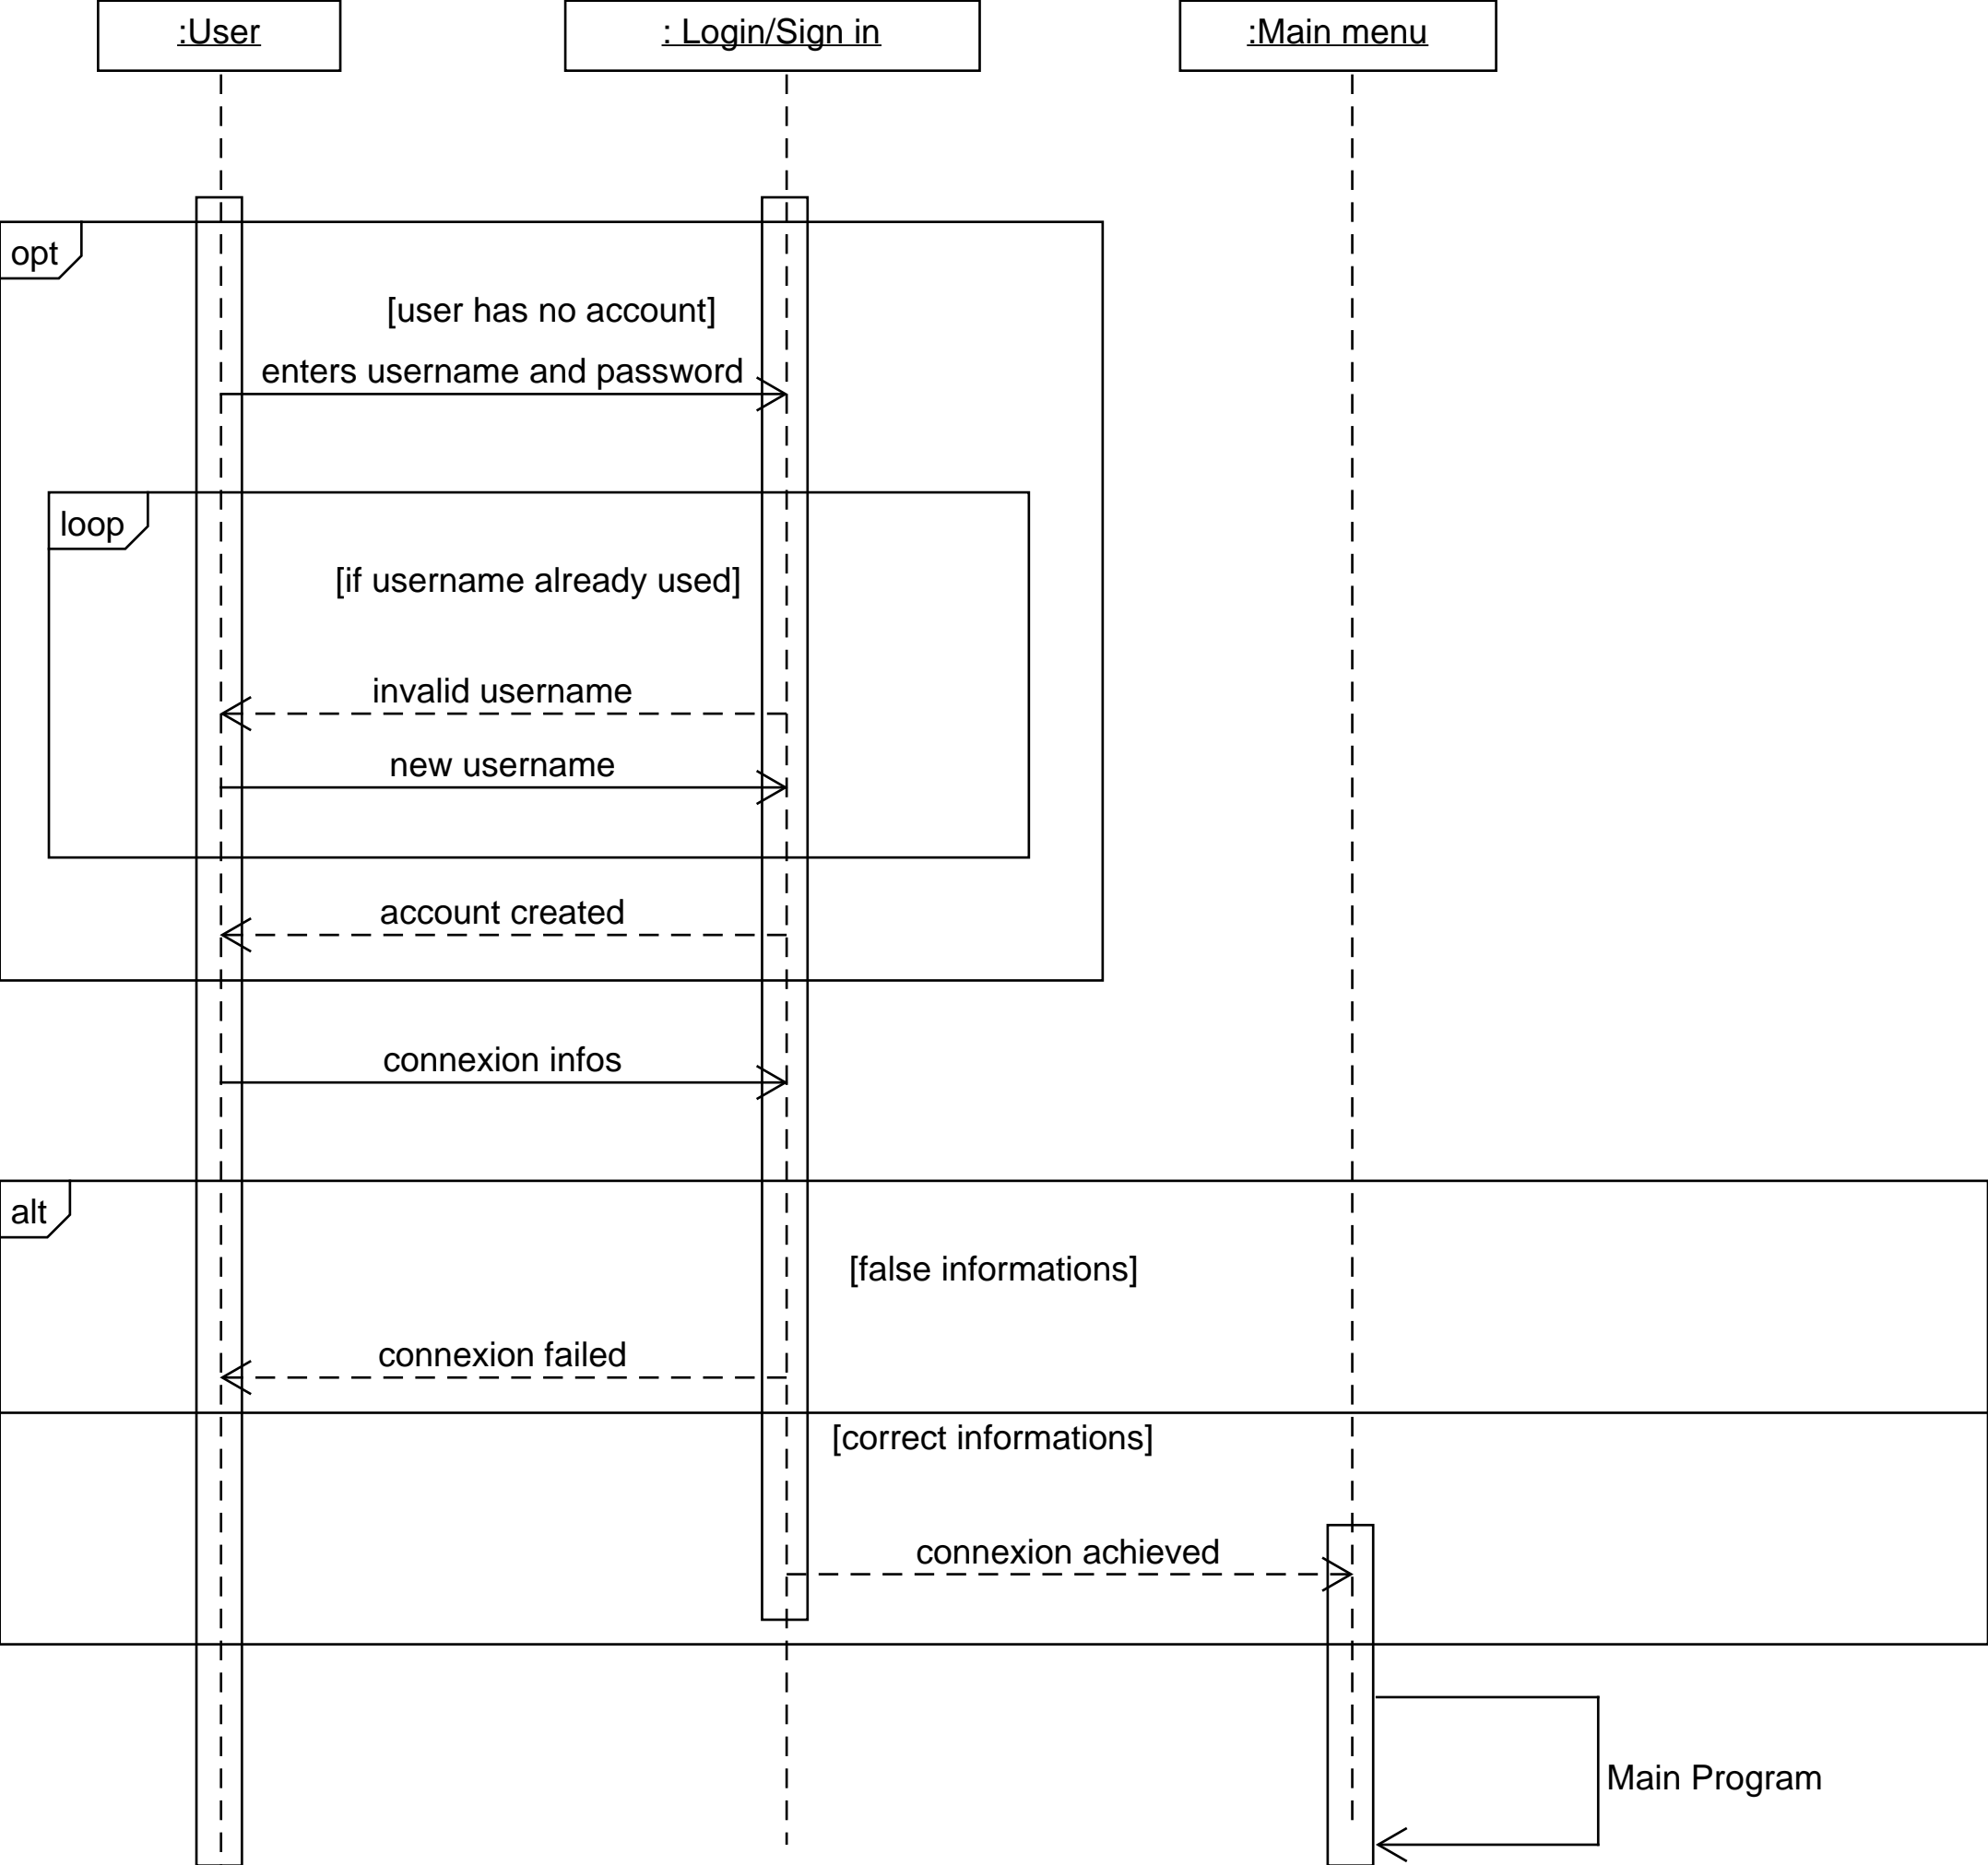 :User
: Login/Sign in
:Main menu
opt
[user has no account]
enters username and password
loop
[if username already used]
invalid username
new username
account created
connexion infos
alt
[false informations]
connexion failed
[correct informations]
connexion achieved
Main Program